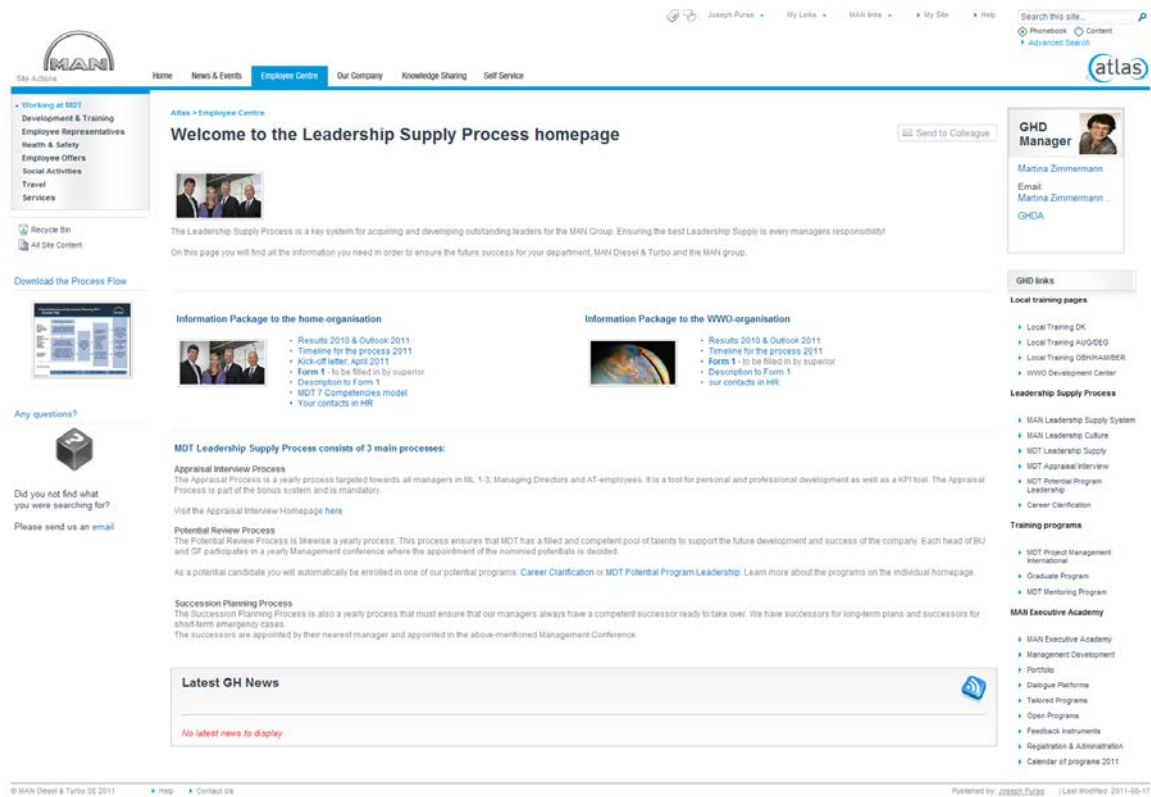 Joseph Purse
My Links
MAN links
My Site
Help
Search this site...
Phonebook
Content
Advanced Search
MAN
Site Actions
Home
News & Events
Employee Centre
Our Company
Knowledge Sharing
Self Service
atlas
Working at MDT
Development & Training
Employee Representatives
Health & Safety
Employee Offers
Social Activities
Travel
Services
Recycle Bin
All Site Content
Download the Process Flow
Any questions?
Did you not find what
you were searching for?
Please send us an email
Atlas > Employee Centre
Welcome to the Leadership Supply Process homepage
Send to Colleague
The Leadership Supply Process is a key system for acquiring and developing outstanding leaders for the MAN Group. Ensuring the best Leadership Supply is every managers responsibility!
On this page you will find all the information you need in order to ensure the future success for your department, MAN Diesel & Turbo and the MAN group.
Information Package to the home-organisation
Results 2010 & Outlook 2011
Timeline for the process 2011
Kick-off letter, April 2011
Form 1 - to be filled in by superior
Description to Form 1
MDT 7 Competencies model
Your contacts in HR
Information Package to the WWO-organisation
Results 2010 & Outlook 2011
Timeline for the process 2011
Form 1 - to be filled in by superior
Description to Form 1
our contacts in HR
MDT Leadership Supply Process consists of 3 main processes:
Appraisal Interview Process
The Appraisal Process is a yearly process targeted towards all managers in ML 1-3, Managing Directors and AT-employees. It is a tool for personal and professional development as well as a KPI tool. The Appraisal
Process is part of the bonus system and is mandatory.
Visit the Appraisal Interview Homepage here
Potential Review Process
The Potential Review Process is likewise a yearly process. This process ensures that MDT has a filled and competent pool of talents to support the future development and success of the company. Each head of BU
and GF participates in a yearly Management conference where the appointment of the nominied potentials is decided.
As a potential candidate you will automatically be enrolled in one of our potential programs: Career Clarification or MDT Potential Program Leadership. Learn more about the programs on the individual homepage.
Succession Planning Process
The Succession Planning Process is also a yearly process that must ensure that our managers always have a competent successor ready to take over. We have successors for long-term plans and successors for
short-term emergency cases.
The successors are appointed by their nearest manager and appointed in the above-mentioned Management Conference.
Latest GH News
No latest news to display
GHD
Manager
Martina Zimmermann
Email:
Martina Zimmermann...
GHDA
GHD links
Local training pages
Local Training DK
Local Training AUG/DEG
Local Training OBH/HAM/BER
WWO Development Center
Leadership Supply Process
MAN Leadership Supply System
MAN Leadership Culture
MDT Leadership Supply
MDT Appraisal Interview
MDT Potential Program
Leadership
Career Clarification
Training programs
MDT Project Management
International
Graduate Program
MDT Mentoring Program
MAN Executive Academy
MAN Executive Academy
Management Development
Portfolio
Dialogue Platforms
Tailored Programs
Open Programs
Feedback Instruments
Registration & Administration
Calendar of programs 2011
© MAN Diesel & Turbo SE 2011
Help
Contact Us
Published by: Joseph Purse | Last Modified: 2011-08-17